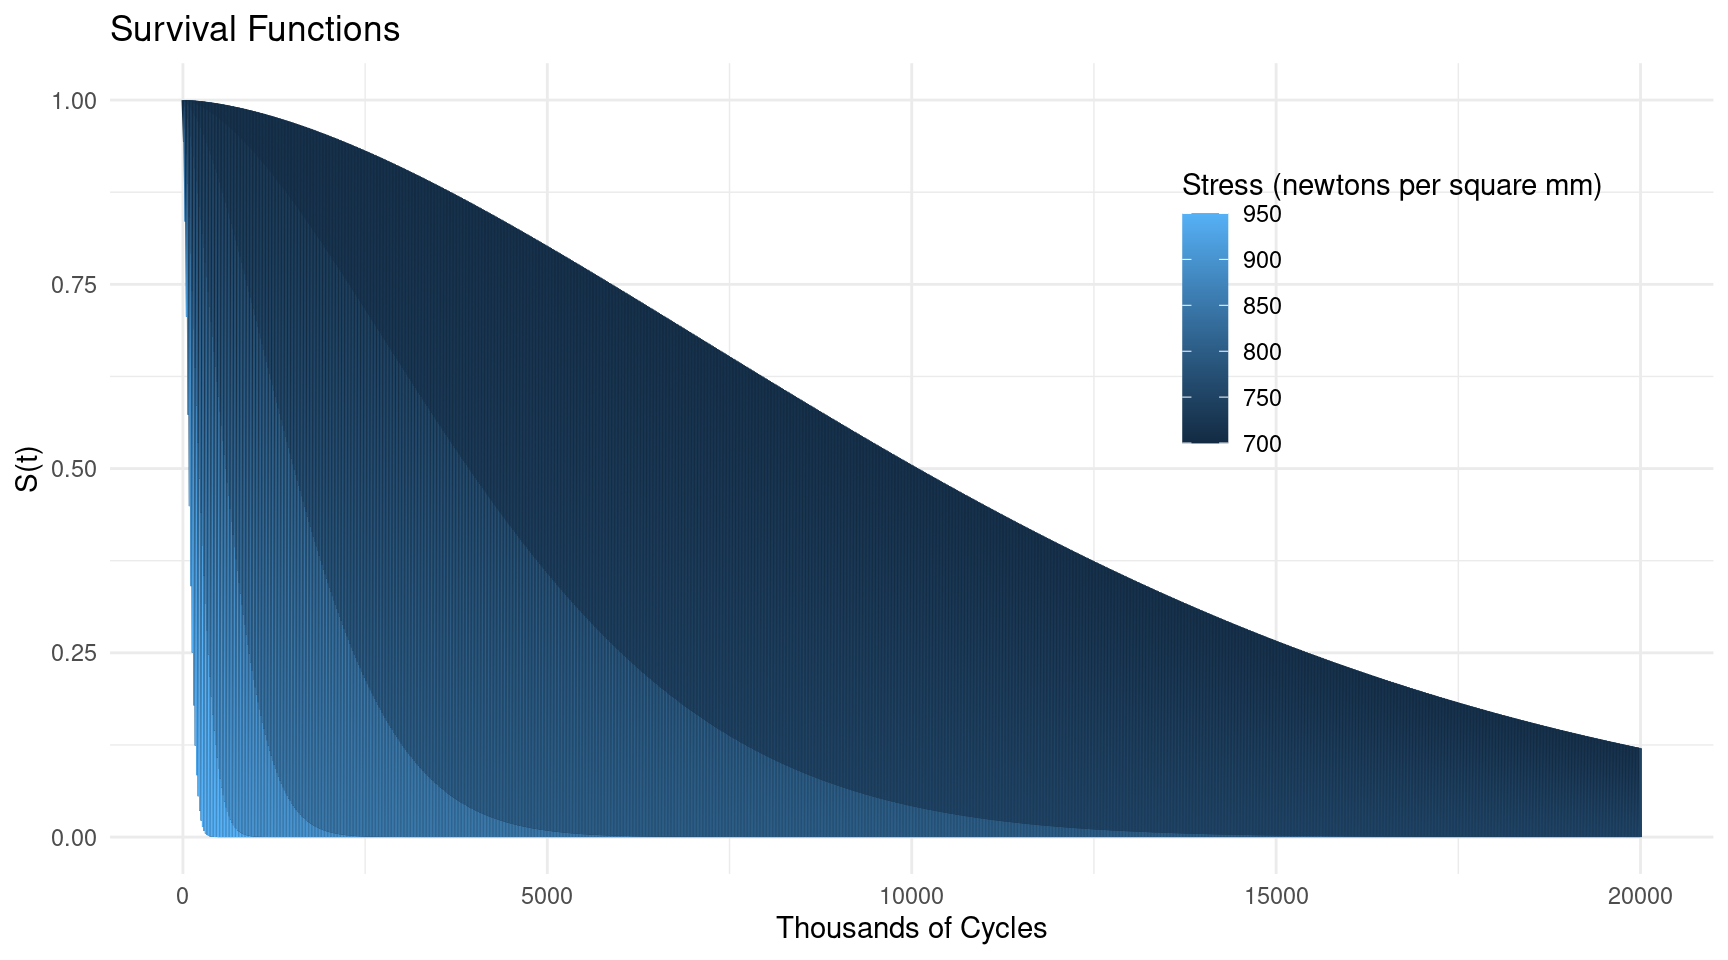 Survival Functions
Stress (newtons per square mm)
950
900
850
800
750
700
S(t)
1.00
0.75
0.50
0.25
0.00
0 5000 10000 15000 20000
Thousands of Cycles